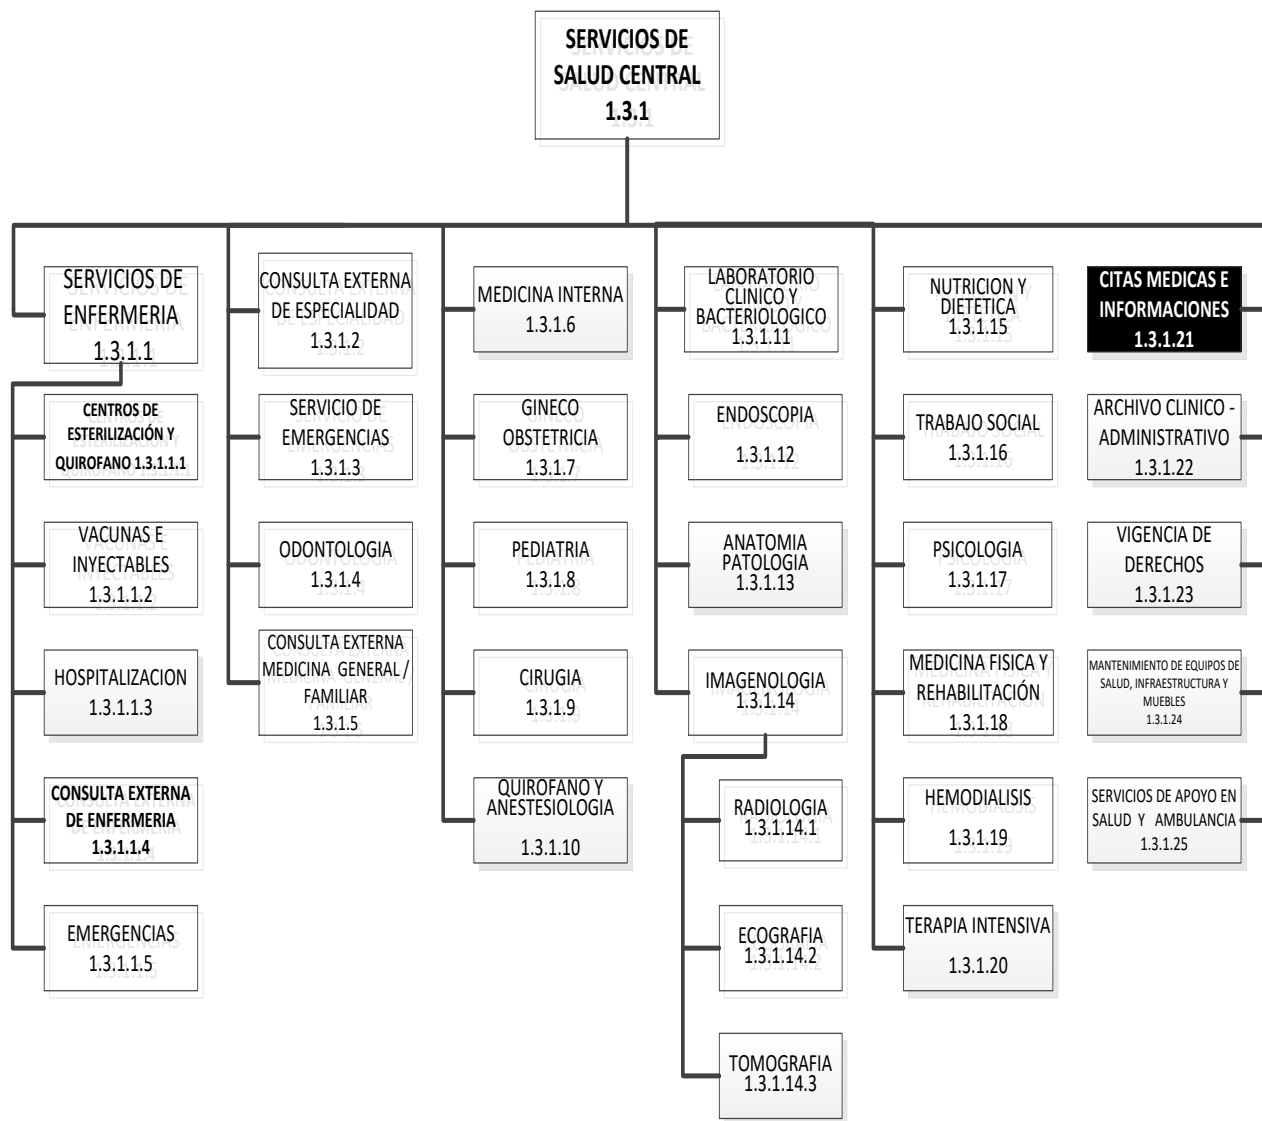 SERVICIOS DE
SALUD CENTRAL
1.3.1
SERVICIOS DE
ENFERMERIA
1.3.1.1
CENTROS DE
ESTERILIZACIÓN Y
QUIROFANO 1.3.1.1.1
VACUNAS E
INYECTABLES
1.3.1.1.2
HOSPITALIZACION
1.3.1.1.3
CONSULTA EXTERNA
DE ENFERMERIA
1.3.1.1.4
EMERGENCIAS
1.3.1.1.5
CONSULTA EXTERNA
DE ESPECIALIDAD
1.3.1.2
SERVICIO DE
EMERGENCIAS
1.3.1.3
ODONTOLOGIA
1.3.1.4
CONSULTA EXTERNA
MEDICINA GENERAL /
FAMILIAR
1.3.1.5
MEDICINA INTERNA
1.3.1.6
GINECO
OBSTETRICIA
1.3.1.7
PEDIATRIA
1.3.1.8
CIRUGIA
1.3.1.9
QUIROFANO Y
ANESTESIOLOGIA
1.3.1.10
LABORATORIO
CLINICO Y
BACTERIOLOGICO
1.3.1.11
ENDOSCOPIA
1.3.1.12
ANATOMIA
PATOLOGIA
1.3.1.13
IMAGENOLOGIA
1.3.1.14
RADIOLOGIA
1.3.1.14.1
ECOGRAFIA
1.3.1.14.2
TOMOGRAFIA
1.3.1.14.3
NUTRICION Y
DIETETICA
1.3.1.15
TRABAJO SOCIAL
1.3.1.16
PSICOLOGIA
1.3.1.17
MEDICINA FISICA Y
REHABILITACIÓN
1.3.1.18
HEMODIALISIS
1.3.1.19
TERAPIA INTENSIVA
1.3.1.20
CITAS MEDICAS E
INFORMACIONES
1.3.1.21
ARCHIVO CLINICO -
ADMINISTRATIVO
1.3.1.22
VIGENCIA DE
DERECHOS
1.3.1.23
MANTENIMIENTO DE EQUIPOS DE
SALUD, INFRAESTRUCTURA Y
MUEBLES
1.3.1.24
SERVICIOS DE APOYO EN
SALUD Y AMBULANCIA
1.3.1.25